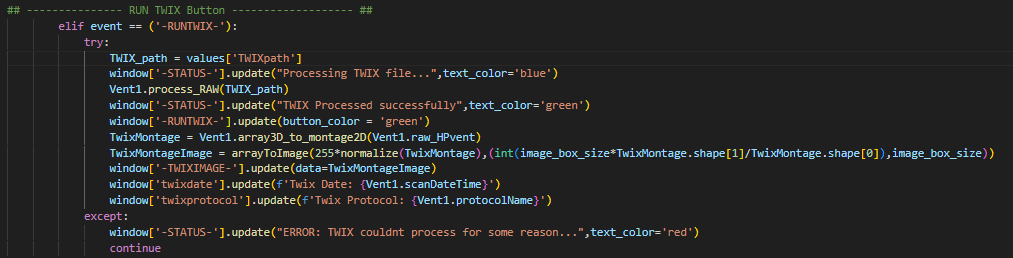 ## --------------- RUN TWIX Button ------------------- ##
elif event == ('-RUNTWIX-'):
try:
TWIX_path = values['TWIXpath']
window['-STATUS-'].update("Processing TWIX file...",text_color='blue')
Vent1.process_RAW(TWIX_path)
window['-STATUS-'].update("TWIX Processed successfully",text_color='green')
window['-RUNTWIX-'].update(button_color = 'green')
TwixMontage = Vent1.array3D_to_montage2D(Vent1.raw_HPvent)
TwixMontageImage = arrayToImage(255*normalize(TwixMontage),(int(image_box_size*TwixMontage.shape[1]/TwixMontage.shape[0]),image_box_size))
window['-TWIXIMAGE-'].update(data=TwixMontageImage)
window['twixdate'].update(f'Twix Date: {Vent1.scanDateTime}')
window['twixprotocol'].update(f'Twix Protocol: {Vent1.protocolName}')
except:
window['-STATUS-'].update("ERROR: TWIX couldnt process for some reason...",text_color='red')
continue